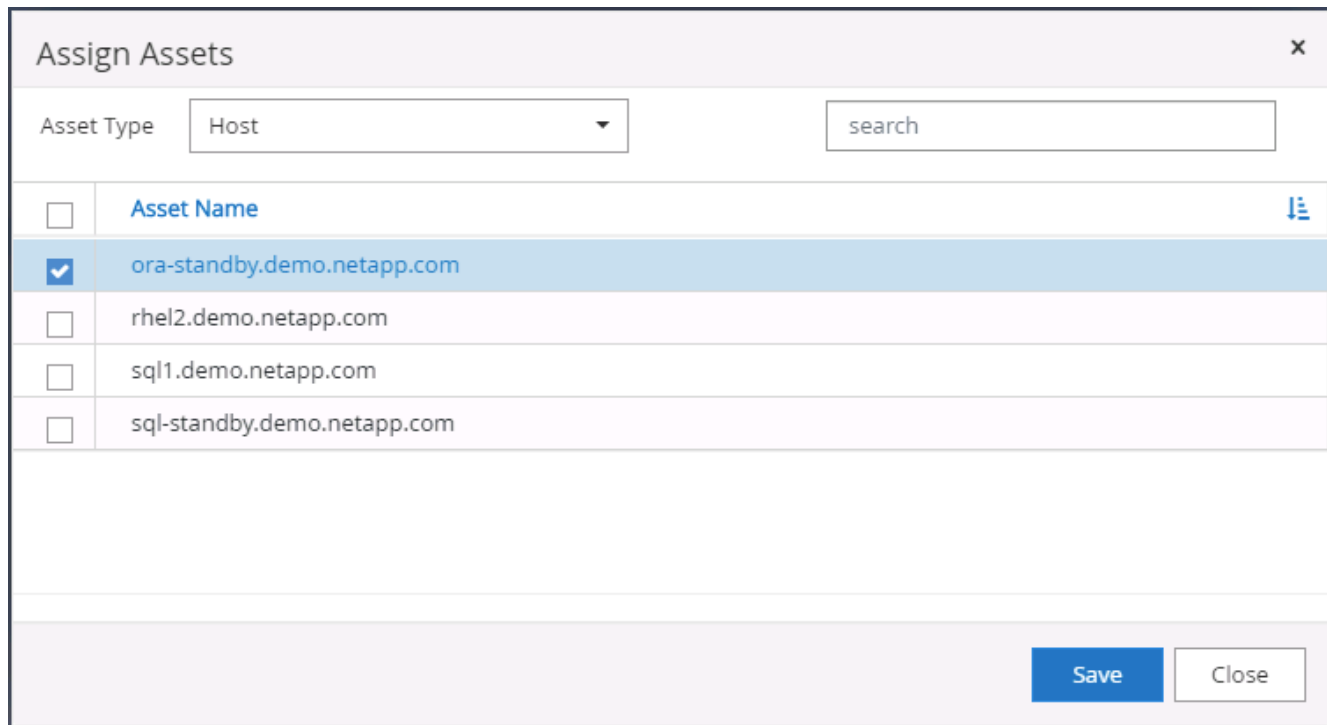 Assign Assets
Asset Type Host search
Asset Name
ora-standby.demo.netapp.com
rhel2.demo.netapp.com
sql1.demo.netapp.com
sql-standby.demo.netapp.com
Save Close